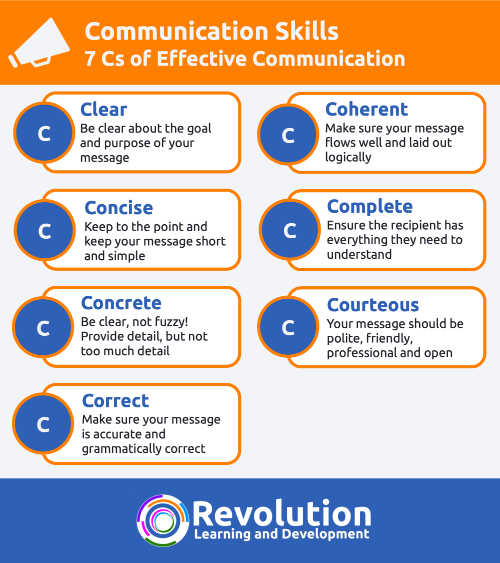 Communication Skills
7 Cs of Effective Communication
C
Clear
Be clear about the goal
and purpose of your
message
C
Concise
Keep to the point and
keep your message short
and simple
C
Concrete
Be clear, not fuzzy!
Provide detail, but not
too much detail
C
Correct
Make sure your message
is accurate and
grammatically correct
C
Coherent
Make sure your message
flows well and laid out
logically
C
Complete
Ensure the recipient has
everything they need to
understand
C
Courteous
Your message should be
polite, friendly,
professional and open
Revolution
Learning and Development